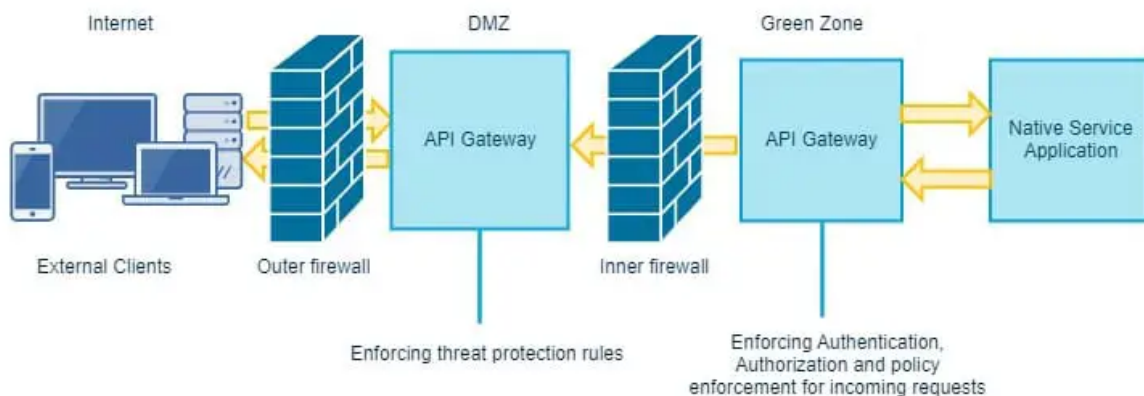 Internet
DMZ
Green Zone
API Gateway
API Gateway
Native Service
Application
External Clients
Outer firewall
Inner firewall
Enforcing threat protection rules
Enforcing Authentication,
Authorization and policy
enforcement for incoming requests